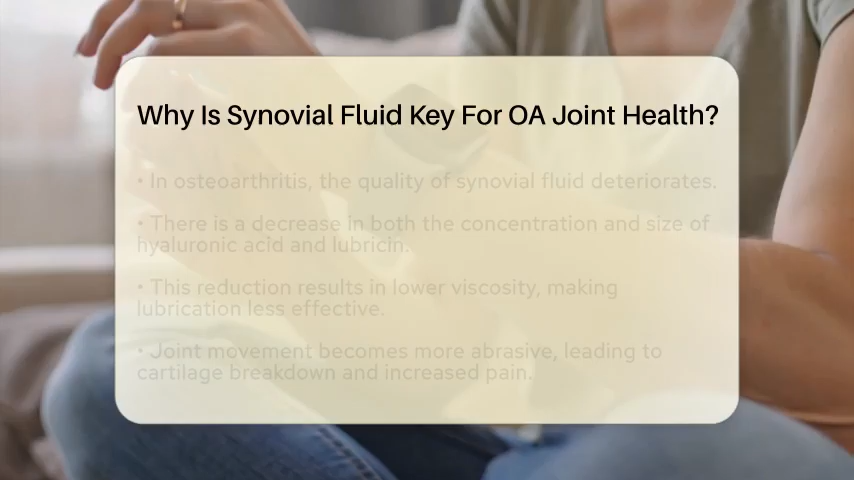 Why Is Synovial Fluid Key For OA Joint Health?
• In osteoarthritis, the quality of synovial fluid deteriorates.
• There is a decrease in both the concentration and size of
hyaluronic acid and lubricin.
• This reduction results in lower viscosity, making
lubrication less effective.
• Joint movement becomes more abrasive, leading to
cartilage breakdown and increased pain.